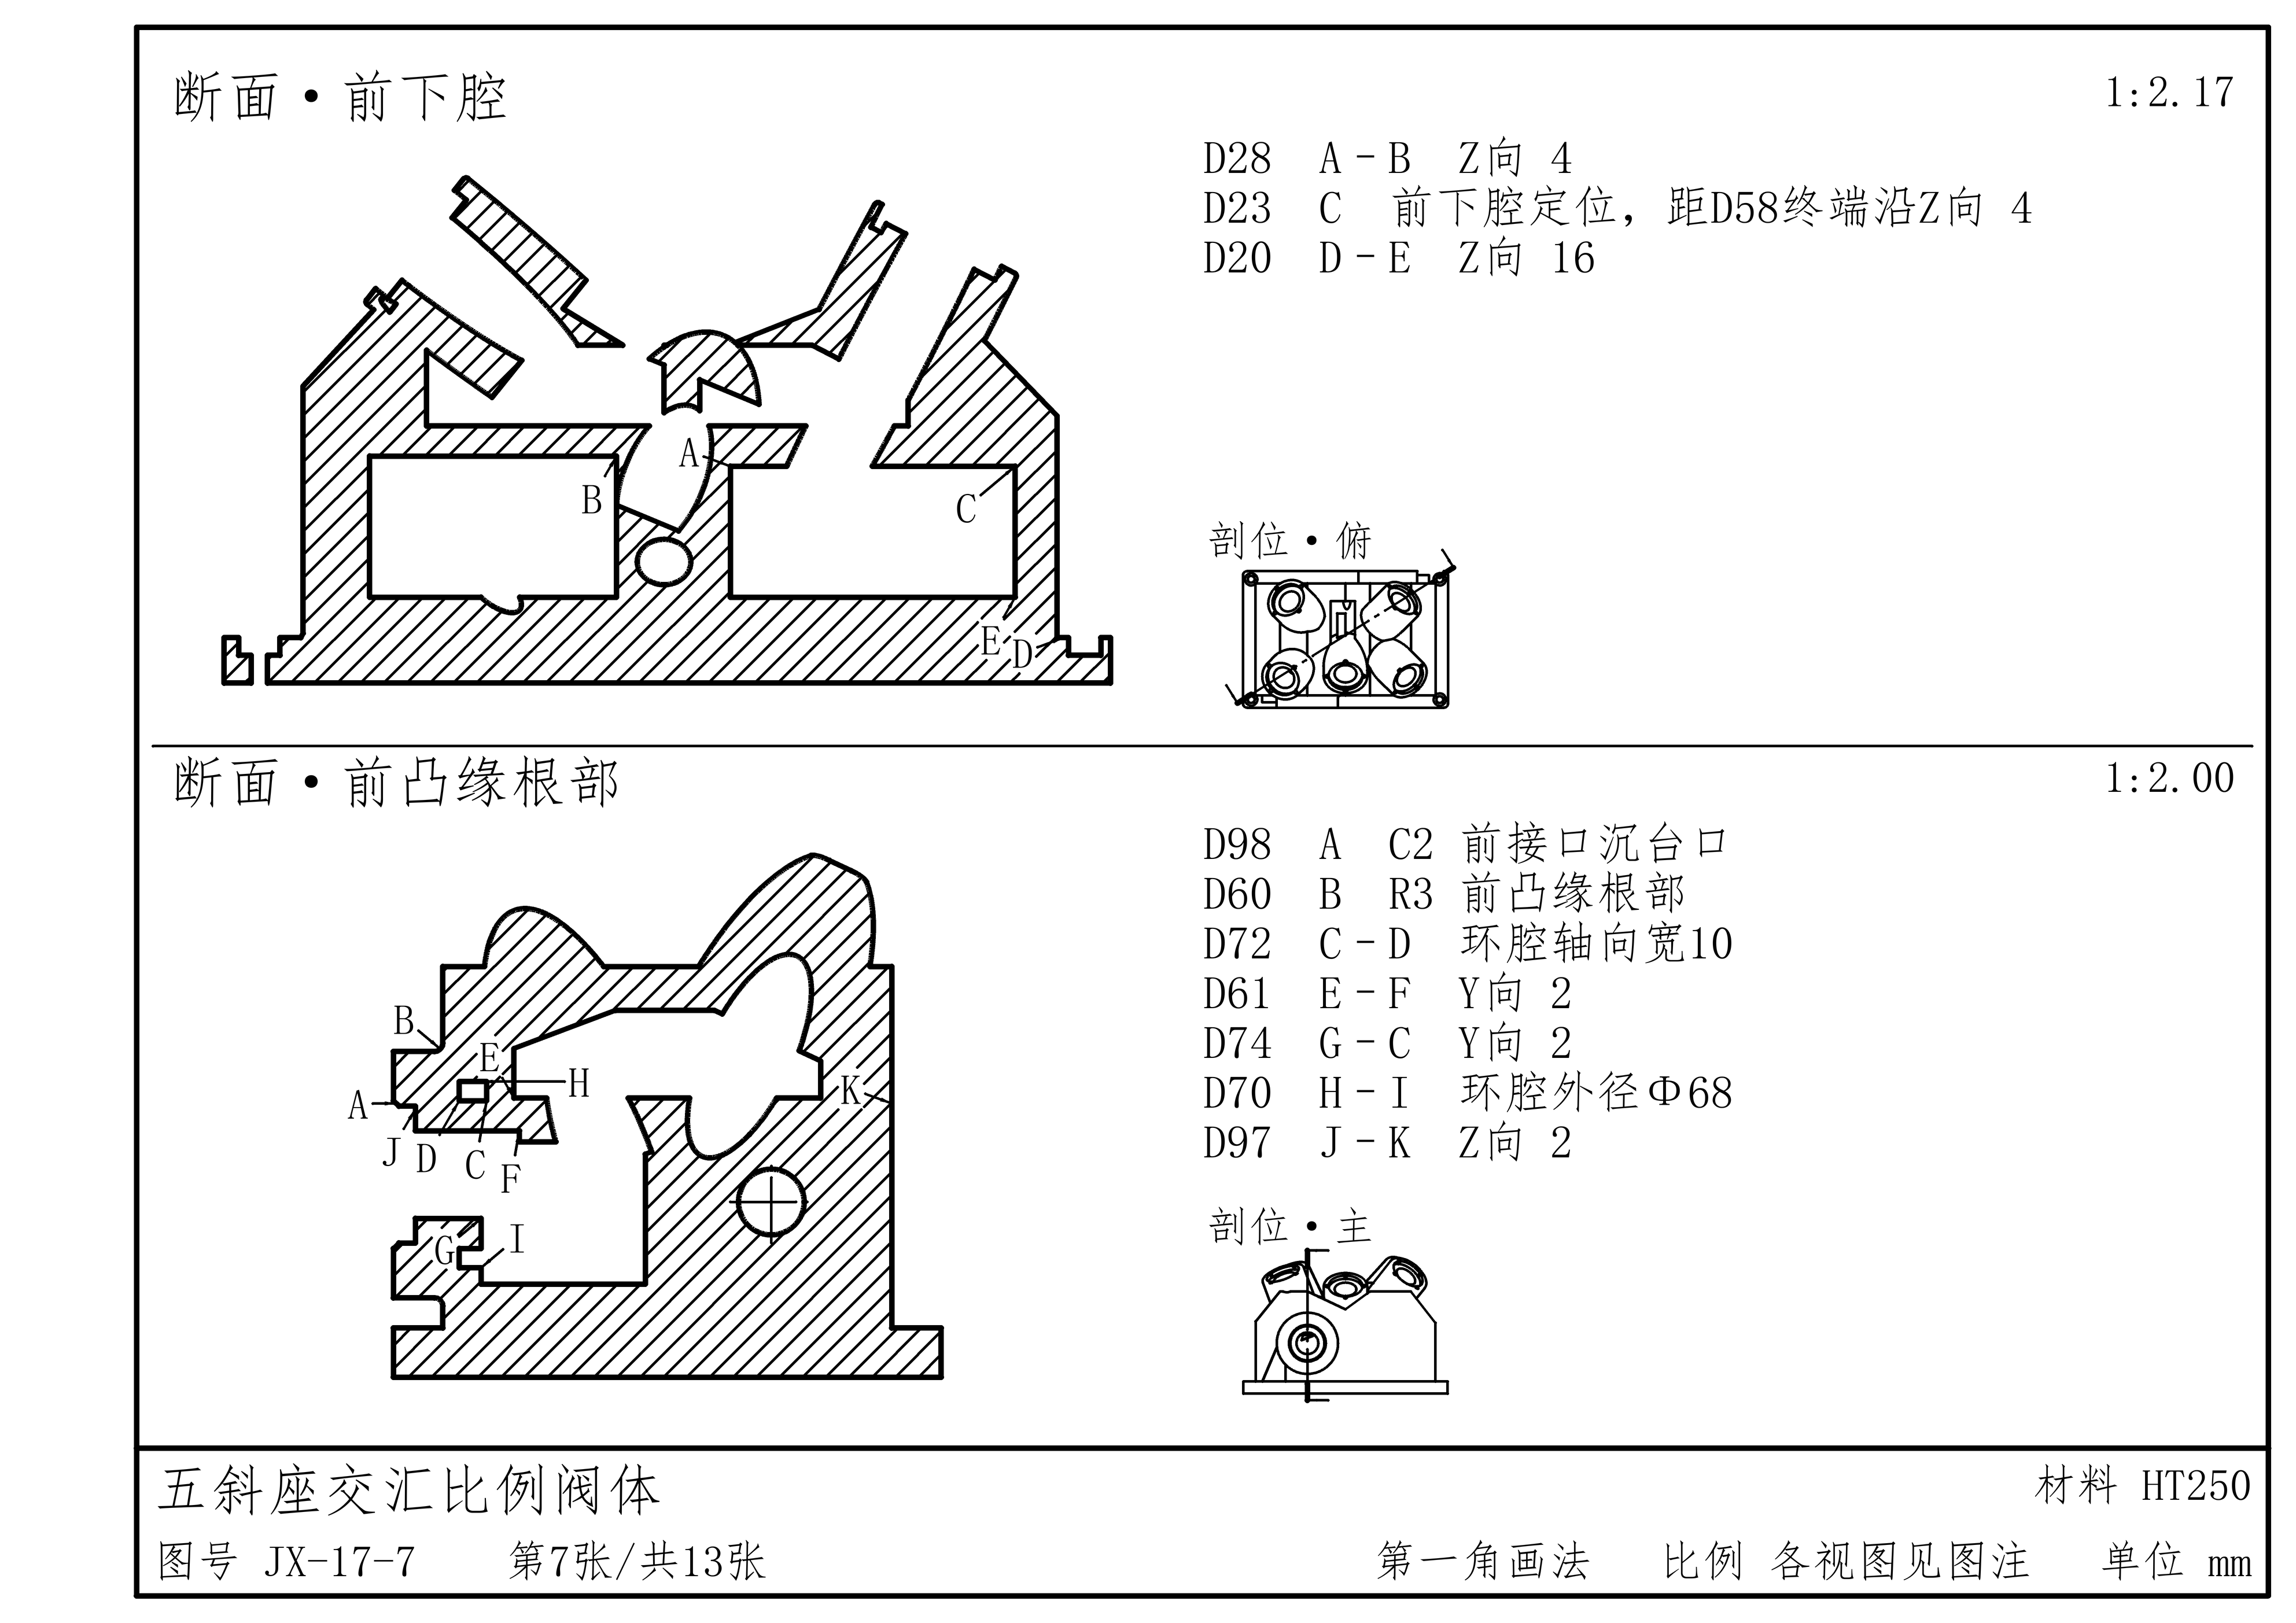 断面·前下腔
1:2.17
D28 A-B Z向 4
D23 C 前下腔定位，距D58终端沿Z向 4
D20 D-E Z向 16
A
B
C
E
D
剖位·俯
断面·前凸缘根部
1:2.00
D98 A C2 前接口沉台口
D60 B R3 前凸缘根部
D72 C-D 环腔轴向宽10
D61 E-F Y向 2
D74 G-C Y向 2
D70 H-I 环腔外径Φ68
D97 J-K Z向 2
B
E
H
K
A
J
D
C
F
G
I
剖位·主
五斜座交汇比例阀体
材料 HT250
图号 JX-17-7 第7张/共13张
第一角画法 比例 各视图见图注 单位 mm